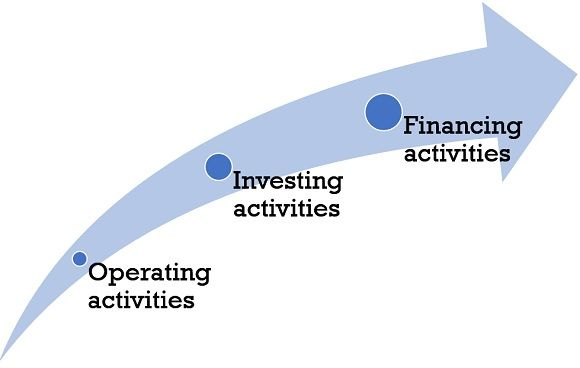 Financing
activities
Investing
activities
Operating
activities